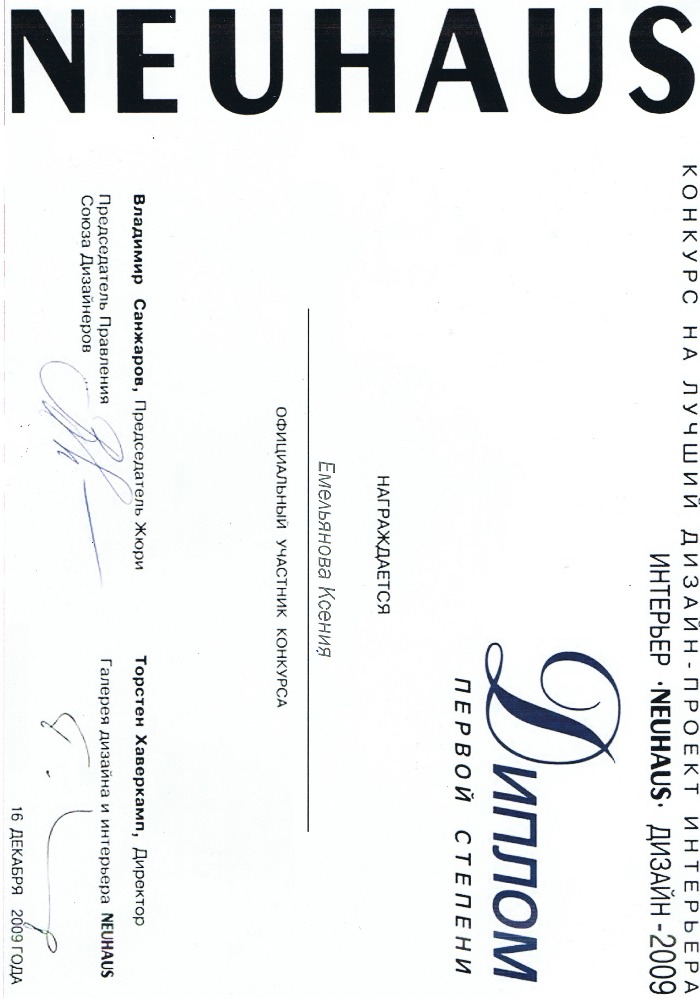 NEUHAUS
КОНКУРС НА ЛУЧШИЙ ДИЗАЙН-ПРОЕКТ ИНТЕРЬЕРА
ИНТЕРЬЕР ·NEUHAUS· ДИЗАЙН-2009
ДИПЛОМ
ПЕРВОЙ СТЕПЕНИ
НАГРАЖДАЕТСЯ
Емельянова Ксения
ОФИЦИАЛЬНЫЙ УЧАСТНИК КОНКУРСА
Владимир Санжаров, Председатель Жюри
Председатель Правления
Союза Дизайнеров
Торстен Хаверкамп, Директор
Галерея дизайна и интерьера NEUHAUS
16 ДЕКАБРЯ 2009 ГОДА